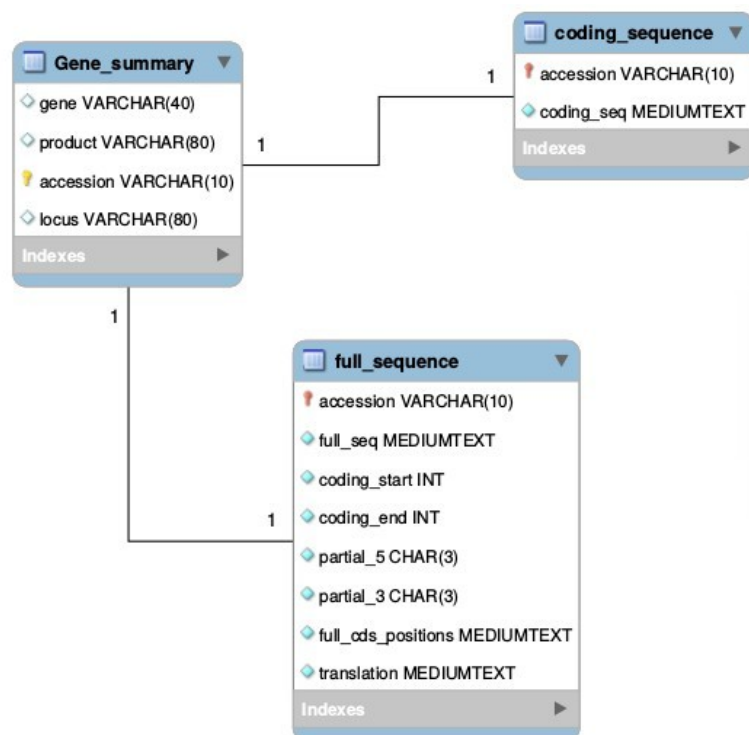 Gene_summary
gene VARCHAR(40)
product VARCHAR(80)
accession VARCHAR(10)
locus VARCHAR(80)
Indexes
1
1
coding_sequence
accession VARCHAR(10)
coding_seq MEDIUMTEXT
Indexes
1
1
full_sequence
accession VARCHAR(10)
full_seq MEDIUMTEXT
coding_start INT
coding_end INT
partial_5 CHAR(3)
partial_3 CHAR(3)
full_cds_positions MEDIUMTEXT
translation MEDIUMTEXT
Indexes